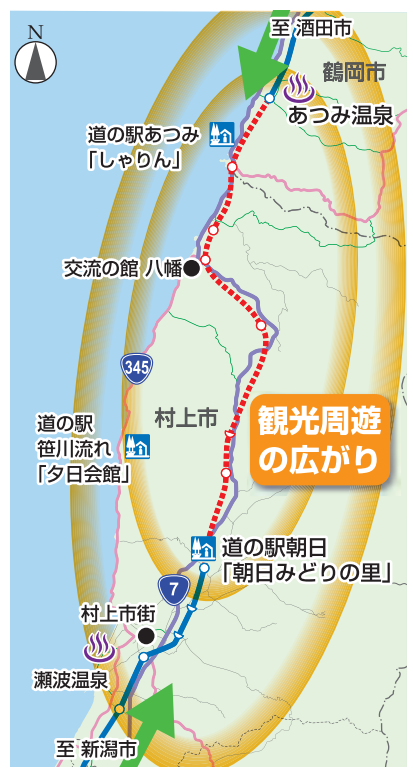 N
至 酒田市
鶴岡市
あつみ温泉
道の駅あつみ
「しゃりん」
交流の館 八幡
345
村上市
道の駅
笹川流れ
「夕日会館」
観光周遊
の広がり
道の駅朝日
「朝日みどりの里」
7
村上市街
瀬波温泉
至 新潟市